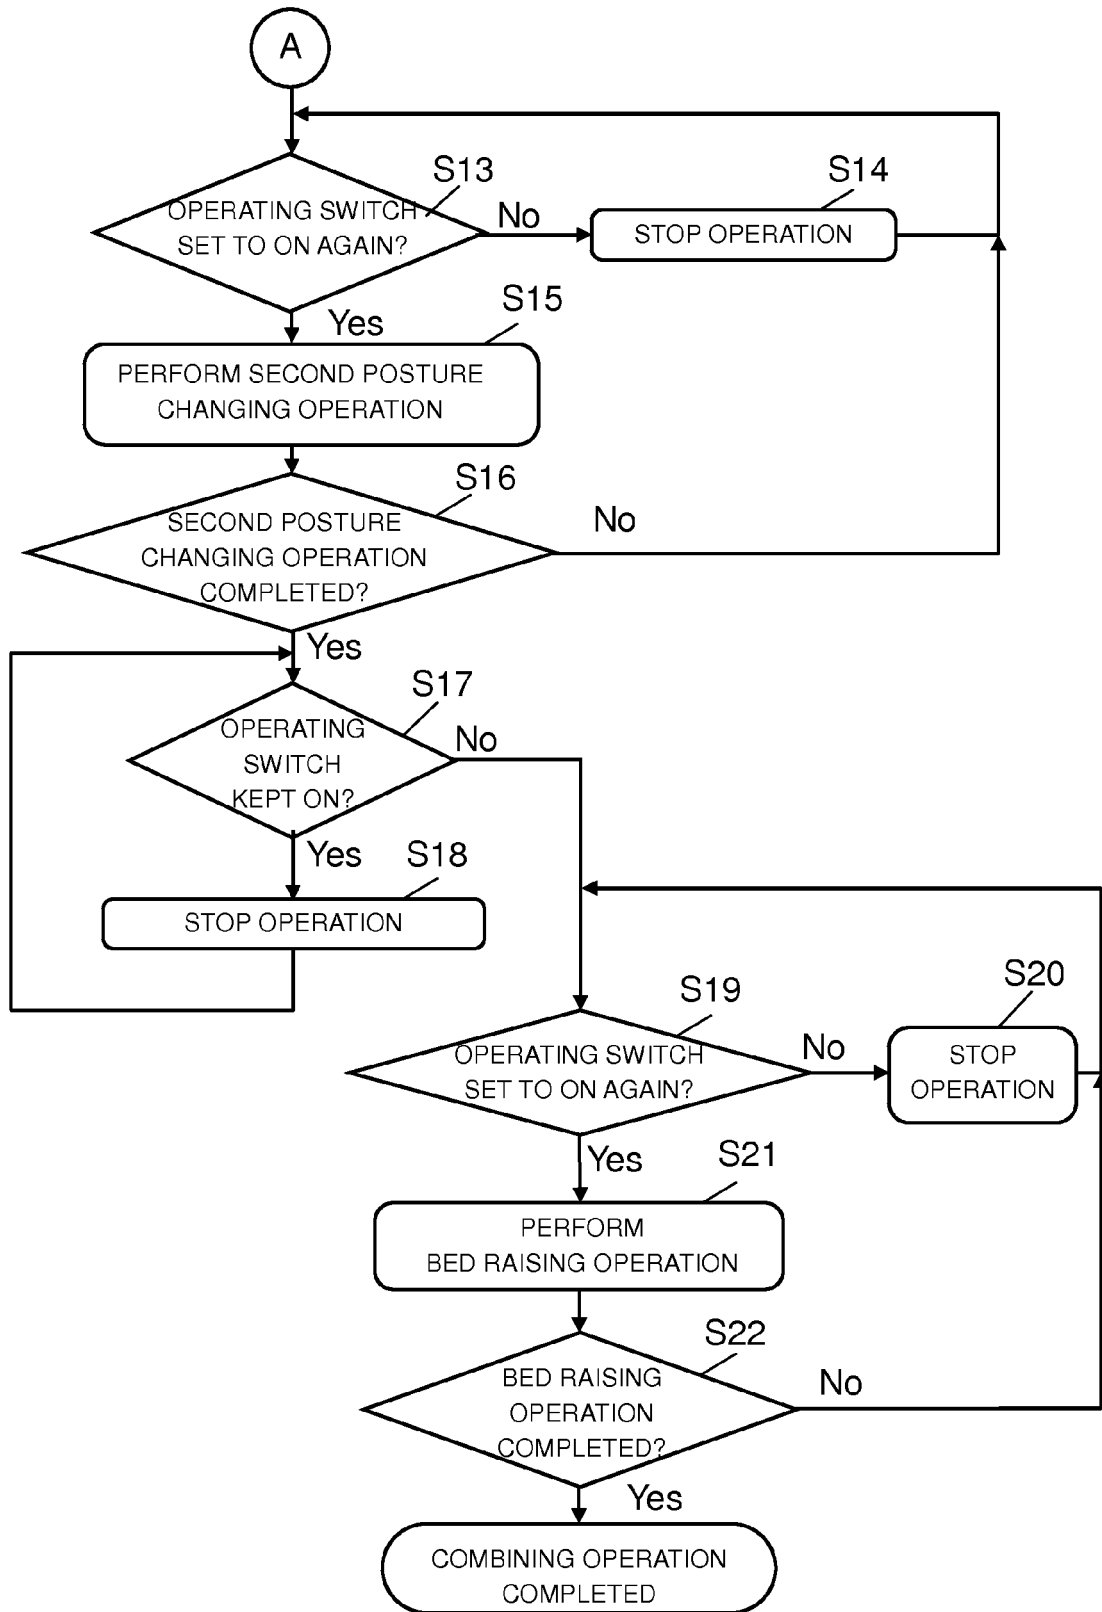 A
S13
OPERATING SWITCH
SET TO ON AGAIN?
No
S14
STOP OPERATION
Yes
S15
PERFORM SECOND POSTURE
CHANGING OPERATION
S16
SECOND POSTURE
CHANGING OPERATION
COMPLETED?
No
Yes
S17
OPERATING
SWITCH
KEPT ON?
No
Yes
S18
STOP OPERATION
S19
OPERATING SWITCH
SET TO ON AGAIN?
No
S20
STOP
OPERATION
Yes
S21
PERFORM
BED RAISING OPERATION
S22
BED RAISING
OPERATION
COMPLETED?
No
Yes
COMBINING OPERATION
COMPLETED